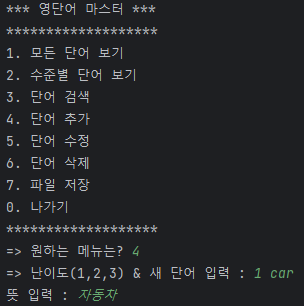 *** 영단어 마스터 ***
*******************
1. 모든 단어 보기
2. 수준별 단어 보기
3. 단어 검색
4. 단어 추가
5. 단어 수정
6. 단어 삭제
7. 파일 저장
0. 나가기
*******************
=> 원하는 메뉴는? 4
=> 난이도(1,2,3) & 새 단어 입력 : 1 car
뜻 입력 : 자동차